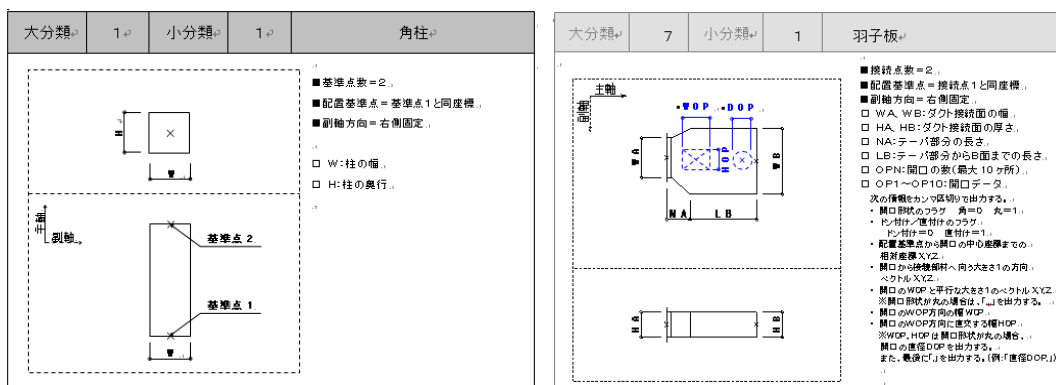 大分類 1 小分類 1 角柱
■基準点数=2
■配置基準点=基準点1と同座標
■副軸方向=右側固定
□ W:柱の幅
□ H:柱の奥行
H
W
主軸
副軸
基準点 2
基準点 1
W
大分類 7 小分類 1 羽子板
■接続点数=2
■配置基準点=接続点1と同座標
■副軸方向=右側固定
□ WA、WB:ダクト接続面の幅
□ HA、HB:ダクト接続面の厚さ
□ NA:テーパ部分の長さ
□ LB:テーパ部分からB面までの長さ
□ OPN:開口の数(最大 10 ヶ所)
□ OP1~OP10:開口データ
次の情報をカンマ区切りで出力する。
・ 開口形状のフラグ 角=0 丸=1
・ ドン付け/直付けのフラグ
ドン付け=0 直付け=1
・ 配置基準点から開口の中心座標までの
相対座標 X,Y,Z
・ 開口から接続部材へ向う大きさ1の方向
ベクトル X,Y,Z
・ 開口のWOPと平行な大きさ1のベクトル X,Y,Z
※開口形状が丸の場合は、「,,,」を出力する。
・ 開口のWOP方向の幅 WOP
・ 開口のWOP方向に直交する幅HOP
※WOP、HOPは開口形状が丸の場合、
開口の直径DOPを出力する。
また、最後に「,」を出力する。(例:「直径DOP,」)
主軸
副軸
WOP DOP
HOP
WA
WB
NA LB
HA
HB